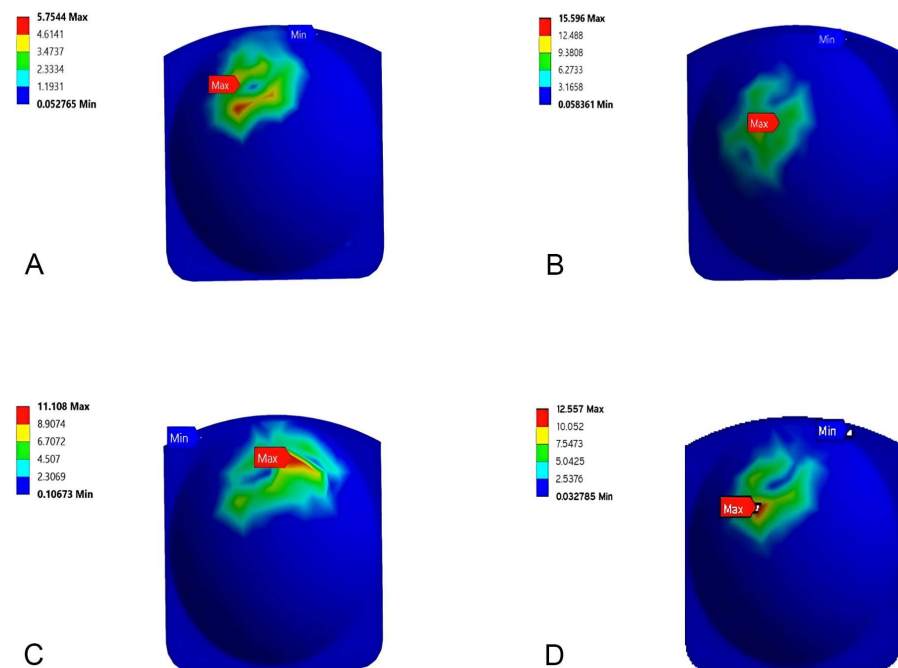 5.7544 Max
4.6141
3.4737
2.3334
1.1931
0.052765 Min
Min
Max
A
15.596 Max
12.488
9.3808
6.2733
3.1658
0.058361 Min
Min
Max
B
11.108 Max
8.9074
6.7072
4.507
2.3069
0.10673 Min
Min
Max
C
12.557 Max
10.052
7.5473
5.0425
2.5376
0.032785 Min
Min
Max
D